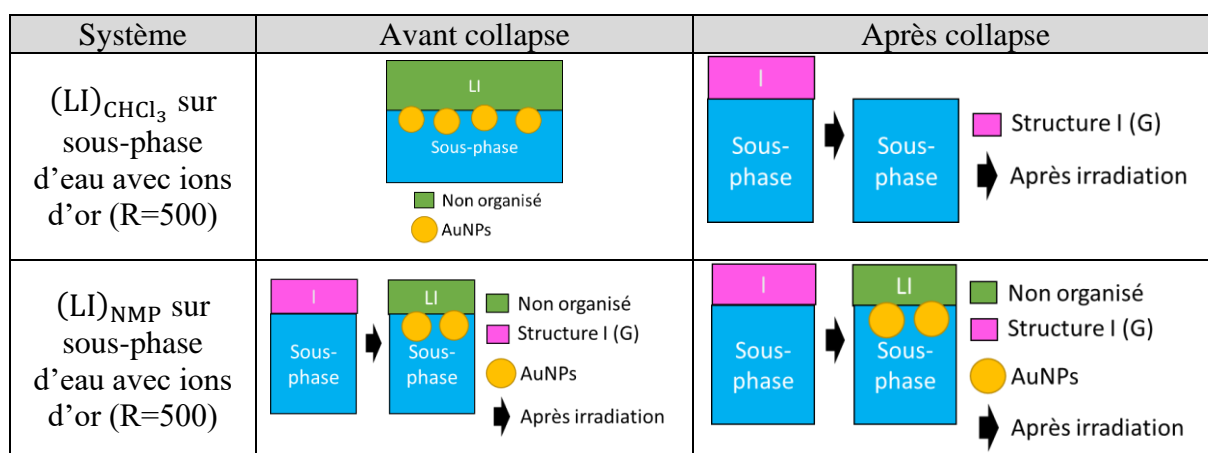 Système
Avant collapse
Après collapse
(LI)CHCl₃ sur
sous-phase
d'eau avec ions
d'or (R=500)
LI
Sous-phase
Non organisé
AuNPs
I
Sous-
phase
Sous-
phase
Structure I (G)
Après irradiation
(LI)NMP sur
sous-phase
d'eau avec ions
d'or (R=500)
I
Sous-
phase
LI
Sous-
phase
Non organisé
Structure I (G)
AuNPs
Après irradiation
I
Sous-
phase
LI
Sous-
phase
Non organisé
Structure I (G)
AuNPs
Après irradiation